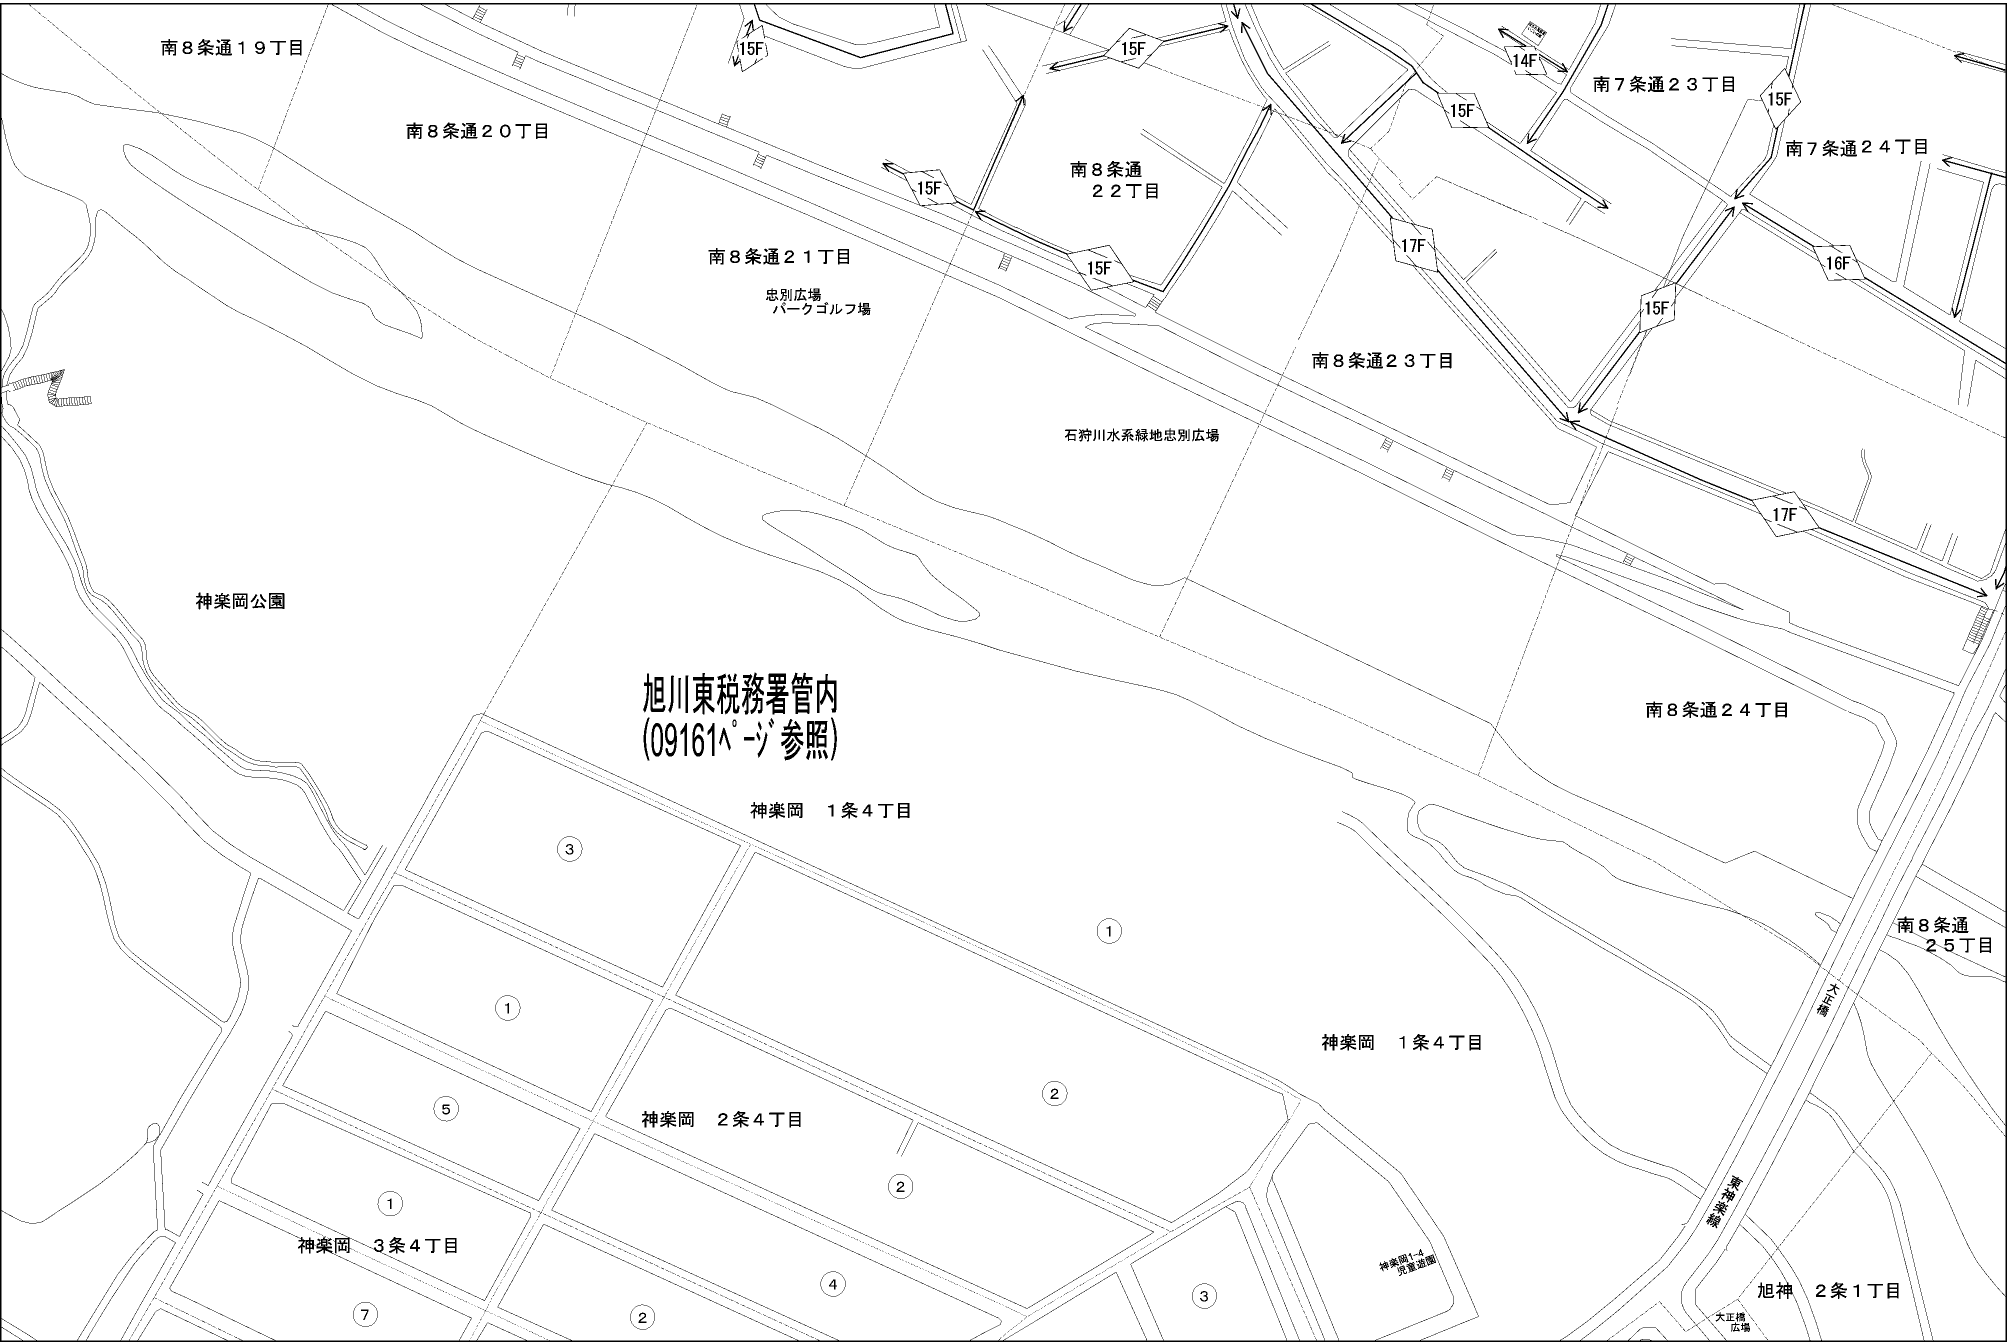 南８条通１９丁目
15F
15F
14F
南７条通２３丁目
15F
15F
南８条通２０丁目
南７条通２４丁目
南８条通
２２丁目
15F
南８条通２１丁目
17F
15F
16F
忠別広場
パークゴルフ場
15F
南８条通２３丁目
石狩川水系緑地忠別広場
17F
神楽岡公園
旭川東税務署管内
(09161ﾍﾟｰｼﾞ参照)
南８条通２４丁目
神楽岡　１条４丁目
3
1
南８条通
２５丁目
大正橋
1
神楽岡　１条４丁目
2
5
神楽岡　２条４丁目
2
1
東神楽線
神楽岡　３条４丁目
神楽岡1-4
児童遊園
4
3
旭神　２条１丁目
7
2
大正橋
広場